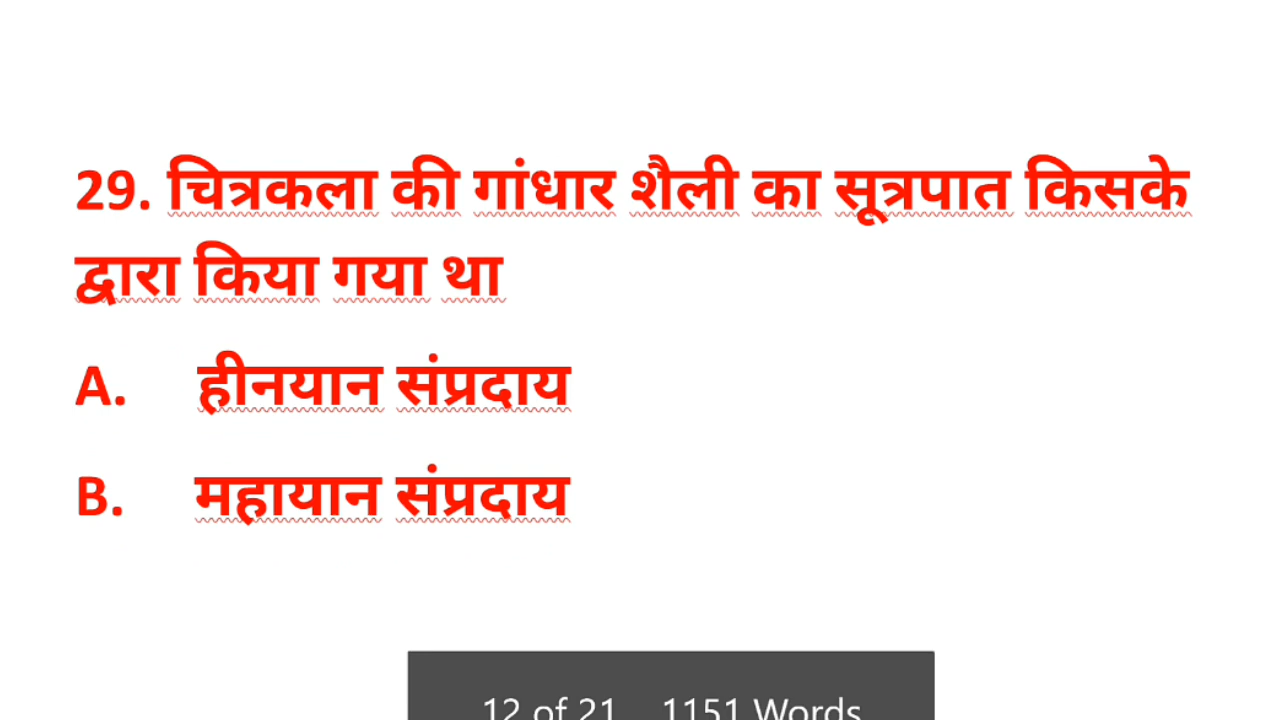 29. चित्रकला की गांधार शैली का सूत्रपात किसके
द्वारा किया गया था
A. हीनयान संप्रदाय
B. महायान संप्रदाय
12 of 21 1151 Words